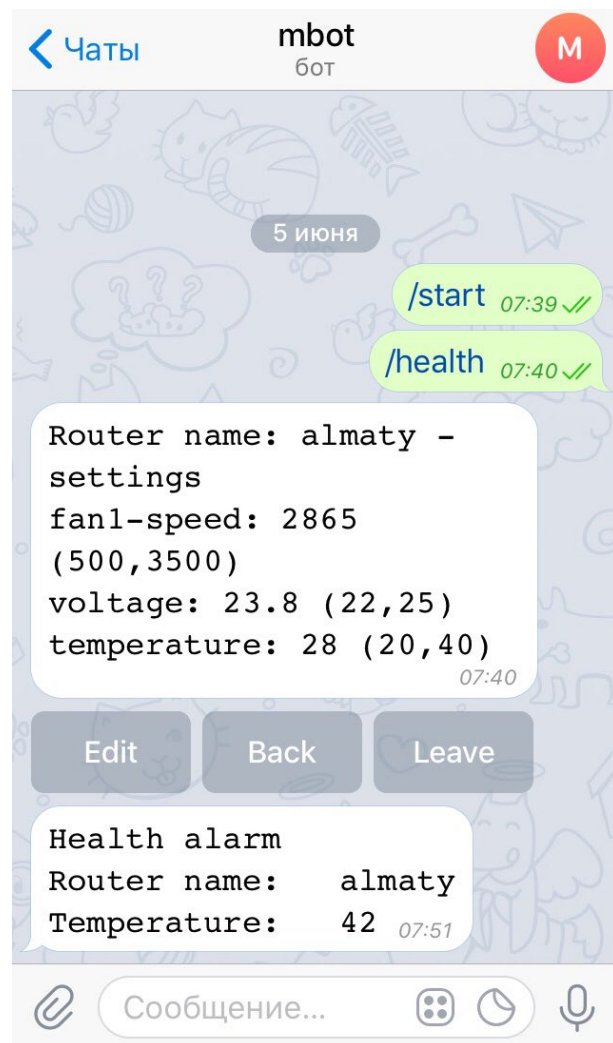 Чаты
mbot
бот
M
5 июня
/start 07:39
/health 07:40
Router name: almaty –
settings
fan1-speed: 2865
(500,3500)
voltage: 23.8 (22,25)
temperature: 28 (20,40)
07:40
Edit Back Leave
Health alarm
Router name: almaty
Temperature: 42 07:51
Сообщение...